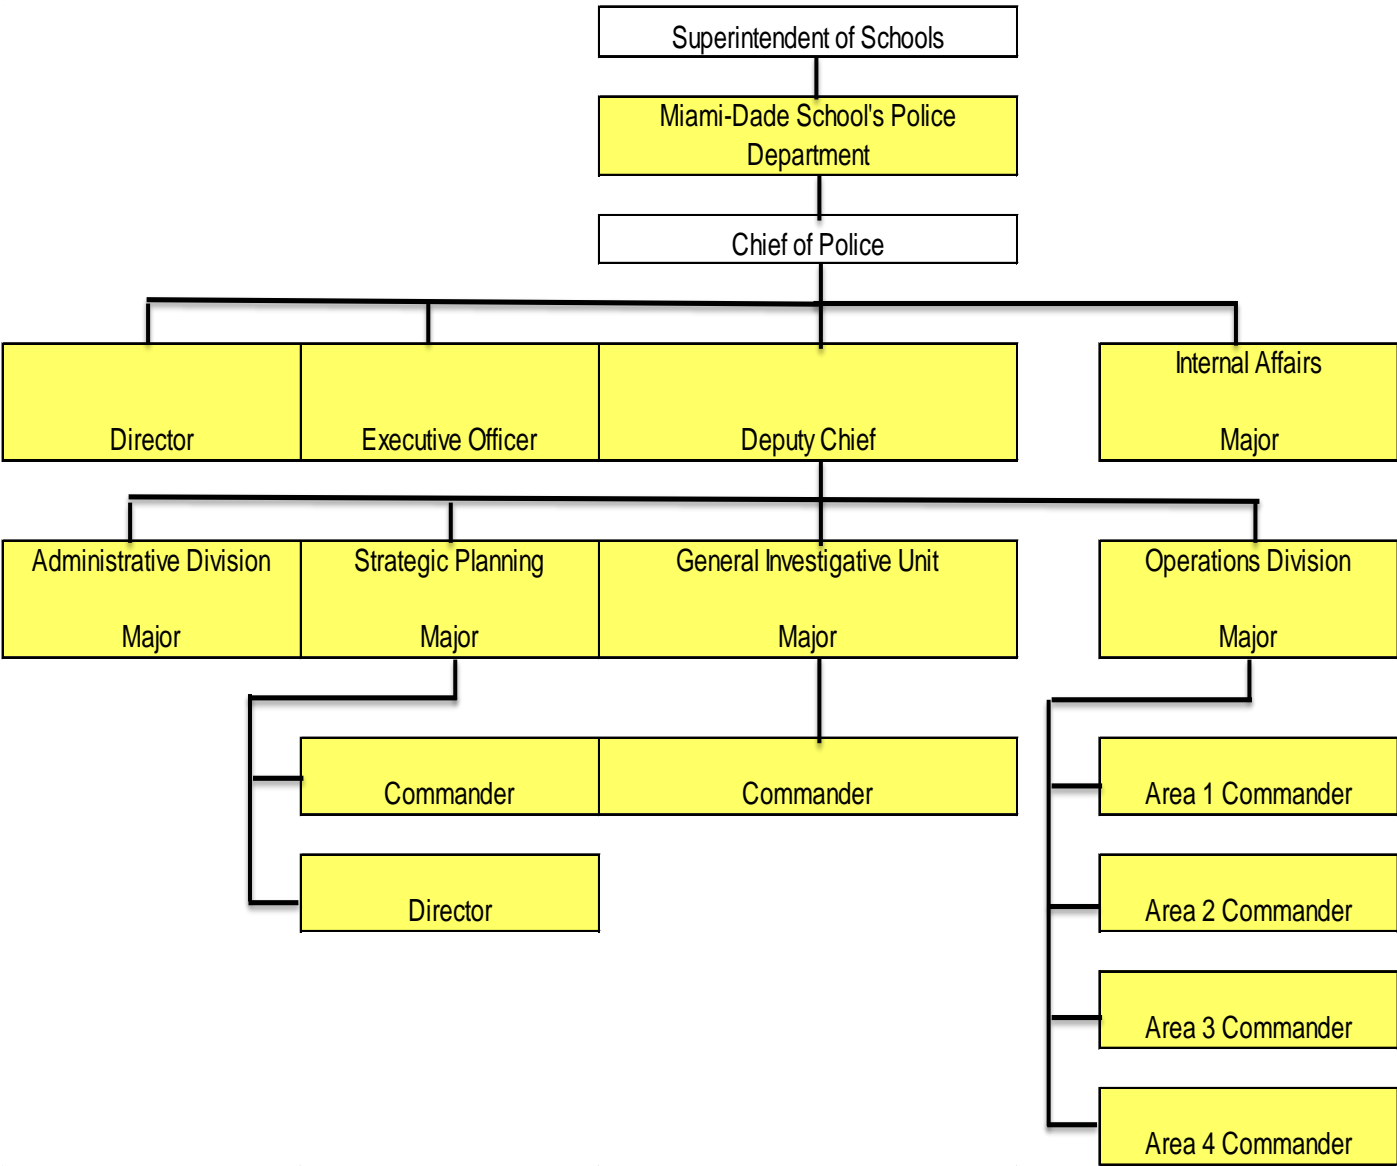 Superintendent of Schools
Miami-Dade School's Police
Department
Chief of Police
Director
Executive Officer
Deputy Chief
Internal Affairs
Major
Administrative Division
Major
Strategic Planning
Major
General Investigative Unit
Major
Operations Division
Major
Commander
Commander
Area 1 Commander
Director
Area 2 Commander
Area 3 Commander
Area 4 Commander